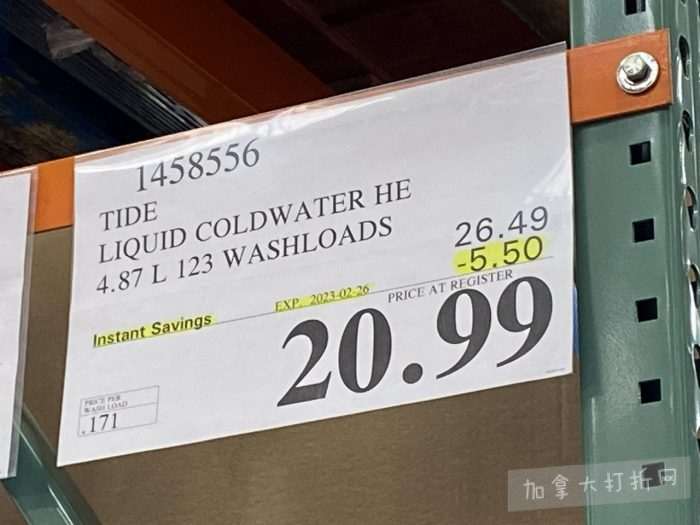 1458556
TIDE
LIQUID COLDWATER HE
4.87 L 123 WASHLOADS
26.49
-5.50
Instant Savings
EXP. 2023-02-26
PRICE AT REGISTER
20.99
PRICE PER
WASH LOAD
.171
加拿大打折网